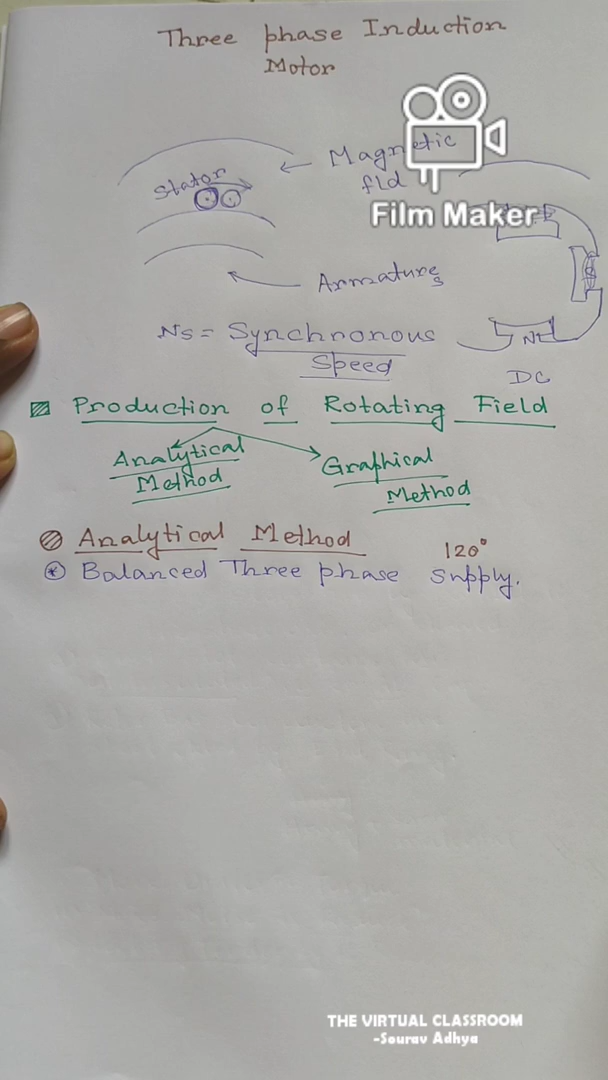 Three phase Induction
Motor
Magnetic
fld
Stator
Film Maker
Armatures
Ns = Synchronous
Speed
N
DC
Production of Rotating Field
Analytical
Method
Graphical
Method
Analytical Method
120°
Balanced Three phase Supply.
THE VIRTUAL CLASSROOM
-Sourav Adhya